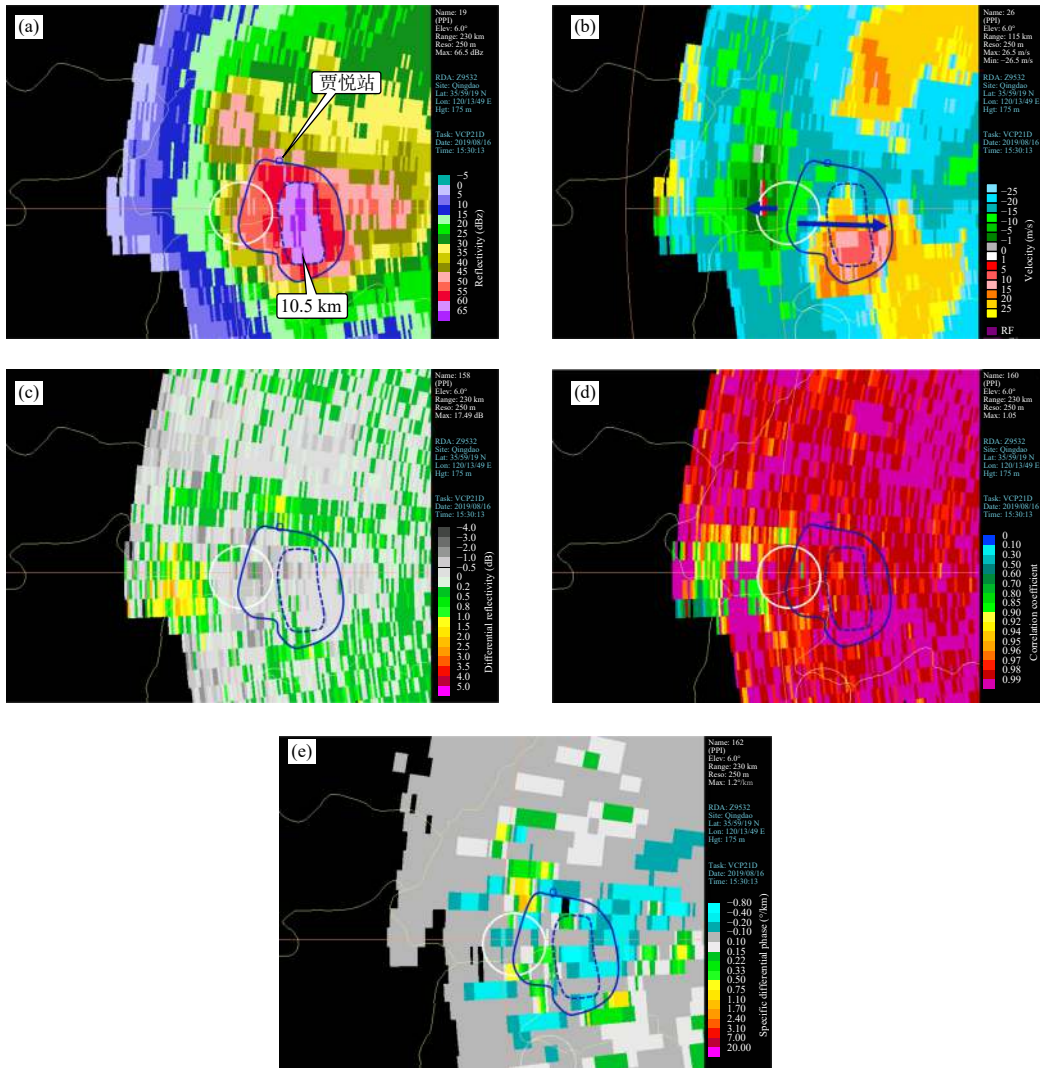 (a)
贾悦站
10.5 km
Name: 19
(PPI)
Elev: 6.0°
Range: 230 km
Reso: 250 m
Max: 66.5 dBz
RDA: Z9532
Site: Qingdao
Lat: 35/59/19 N
Lon: 120/13/49 E
Hgt: 175 m
Task: VCP21D
Date: 2019/08/16
Time: 15:30:13
−5
0
5
10
15
20
25
30
35
40
45
50
55
60
65
Reflectivity (dBz)
(b)
Name: 26
(PPI)
Elev: 6.0°
Range: 115 km
Reso: 250 m
Max: 26.5 m/s
Min: −26.5 m/s
RDA: Z9532
Site: Qingdao
Lat: 35/59/19 N
Lon: 120/13/49 E
Hgt: 175 m
Task: VCP21D
Date: 2019/08/16
Time: 15:30:13
−25
−20
−15
−10
−5
−1
0
1
5
10
15
20
25
RF
Velocity (m/s)
(c)
Name: 158
(PPI)
Elev: 6.0°
Range: 230 km
Reso: 250 m
Max: 17.49 dB
RDA: Z9532
Site: Qingdao
Lat: 35/59/19 N
Lon: 120/13/49 E
Hgt: 175 m
Task: VCP21D
Date: 2019/08/16
Time: 15:30:13
−4.0
−3.0
−2.0
−1.0
−0.5
0
0.2
0.5
0.8
1.0
1.5
2.0
2.5
3.0
3.5
4.0
5.0
Differential reflectivity (dB)
(d)
Name: 160
(PPI)
Elev: 6.0°
Range: 230 km
Reso: 250 m
Max: 1.05
RDA: Z9532
Site: Qingdao
Lat: 35/59/19 N
Lon: 120/13/49 E
Hgt: 175 m
Task: VCP21D
Date: 2019/08/16
Time: 15:30:13
0
0.10
0.30
0.50
0.60
0.70
0.80
0.85
0.90
0.92
0.94
0.95
0.96
0.97
0.98
0.99
Correlation coefficient
(e)
Name: 162
(PPI)
Elev: 6.0°
Range: 230 km
Reso: 250 m
Max: 1.2°/km
RDA: Z9532
Site: Qingdao
Lat: 35/59/19 N
Lon: 120/13/49 E
Hgt: 175 m
Task: VCP21D
Date: 2019/08/16
Time: 15:30:13
−0.80
−0.40
−0.20
−0.10
0.10
0.15
0.22
0.33
0.50
0.75
1.10
1.70
2.40
3.10
7.00
20.00
Specific differential phase (°/km)